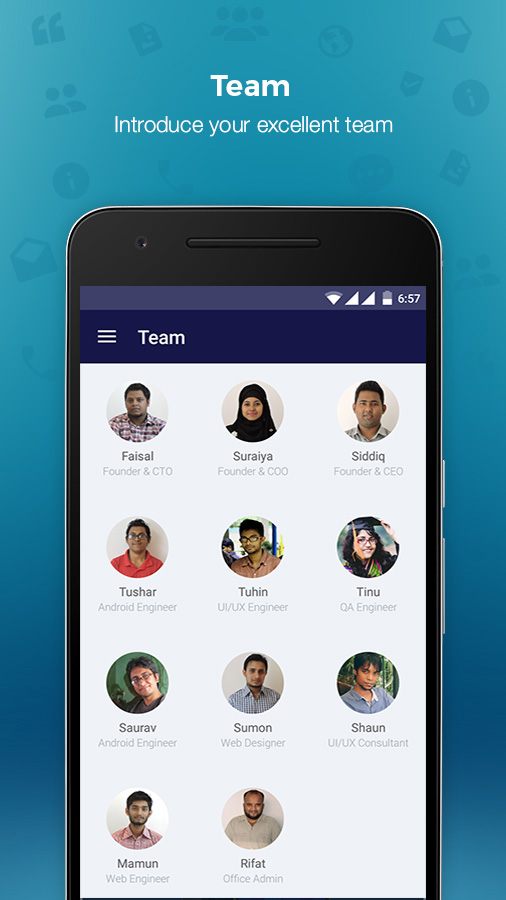 Team
Introduce your excellent team
6:57
Team
Faisal
Founder & CTO
Suraiya
Founder & COO
Siddiq
Founder & CEO
Tushar
Android Engineer
Tuhin
UI/UX Engineer
Tinu
QA Engineer
Saurav
Android Engineer
Sumon
Web Designer
Shaun
UI/UX Consultant
Mamun
Web Engineer
Rifat
Office Admin